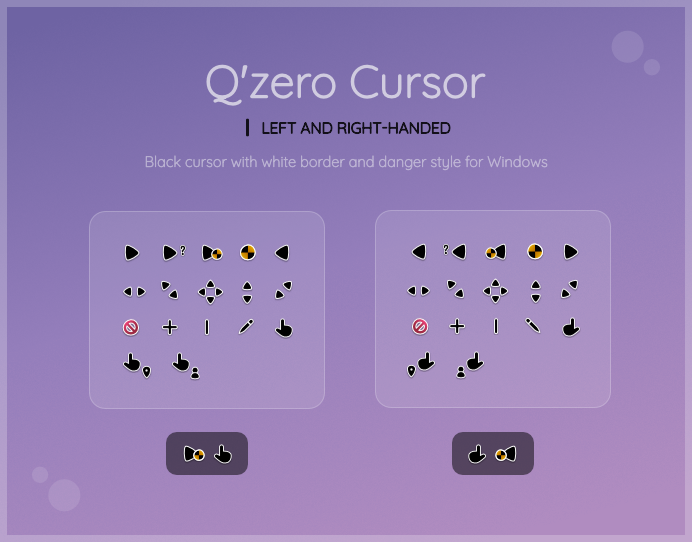 Q'zero Cursor
LEFT AND RIGHT-HANDED
Black cursor with white border and danger style for Windows
?
?